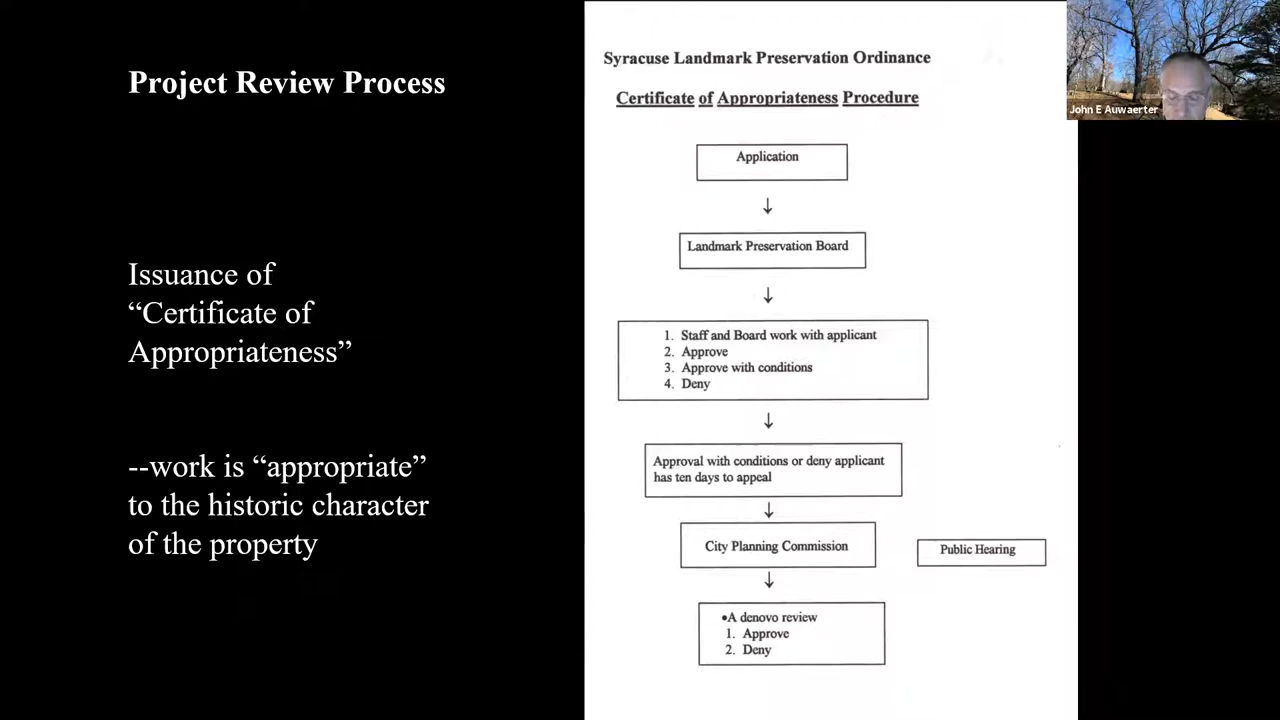 Project Review Process
Issuance of
“Certificate of
Appropriateness”
--work is “appropriate”
to the historic character
of the property
Syracuse Landmark Preservation Ordinance
Certificate of Appropriateness Procedure
Application
↓
Landmark Preservation Board
↓
1. Staff and Board work with applicant
2. Approve
3. Approve with conditions
4. Deny
↓
Approval with conditions or deny applicant
has ten days to appeal
↓
City Planning Commission
Public Hearing
↓
•A denovo review
1. Approve
2. Deny
John E Auwaerter